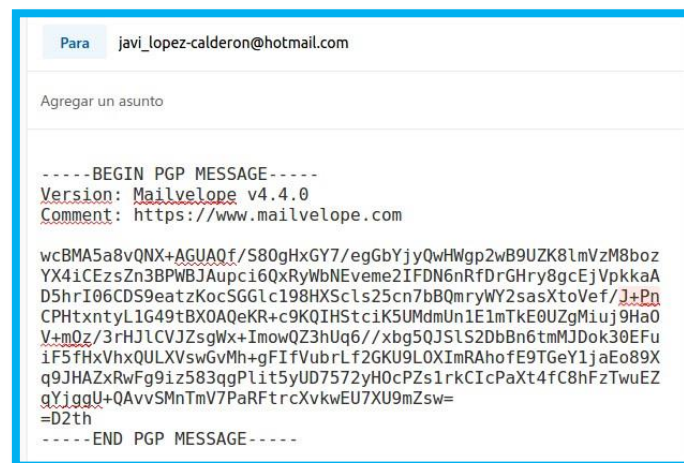 Para javi_lopez-calderon@hotmail.com
Agregar un asunto
-----BEGIN PGP MESSAGE-----
Version: Mailvelope v4.4.0
Comment: https://www.mailvelope.com
wcBMA5a8vQNX+AGUAQf/S8OgHxGY7/egGbYjyQwHWgp2wB9UZK8lmVzM8boz
YX4iCEzsZn3BPWBJAupci6QxRyWbNEveme2IFDN6nRfDrGHry8gcEjVpkkaA
D5hrI06CDS9eatzKocSGGlc198HXScls25cn7bBQmryWY2sasXtoVef/J+Pn
CPHtxntyL1G49tBXOAQeKR+c9KQIHStciK5UMdmUn1E1mTkE0UZgMiuj9HaO
V+mOz/3rHJlCVJZsgWx+ImowQZ3hUq6//xbg5QJSlS2DbBn6tmMJDok30EFu
iF5fHxVhxQULXVswGvMh+gFIfVubrLf2GKU9LOXImRAhofE9TGeY1jaEo89X
q9JHAZxRwFg9iz583qgPlit5yUD7572yHOcPZs1rkCIcPaXt4fC8hFzTwuEZ
qYjggU+QAvvSMnTmV7PaRFtrcXvkwEU7XU9mZsw=
=D2th
-----END PGP MESSAGE-----